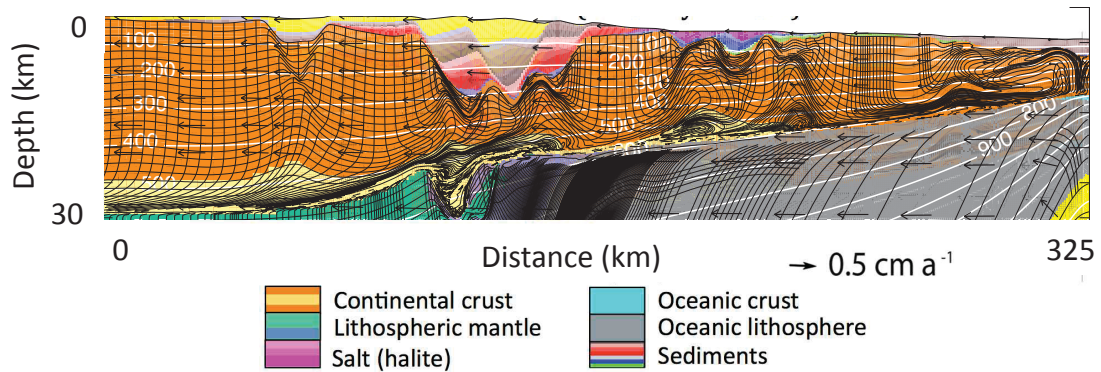 0
100
200
300
400
200
300
900
Depth (km)
30
0
Distance (km)
325
0.5 cm a⁻¹
Continental crust
Lithospheric mantle
Salt (halite)
Oceanic crust
Oceanic lithosphere
Sediments